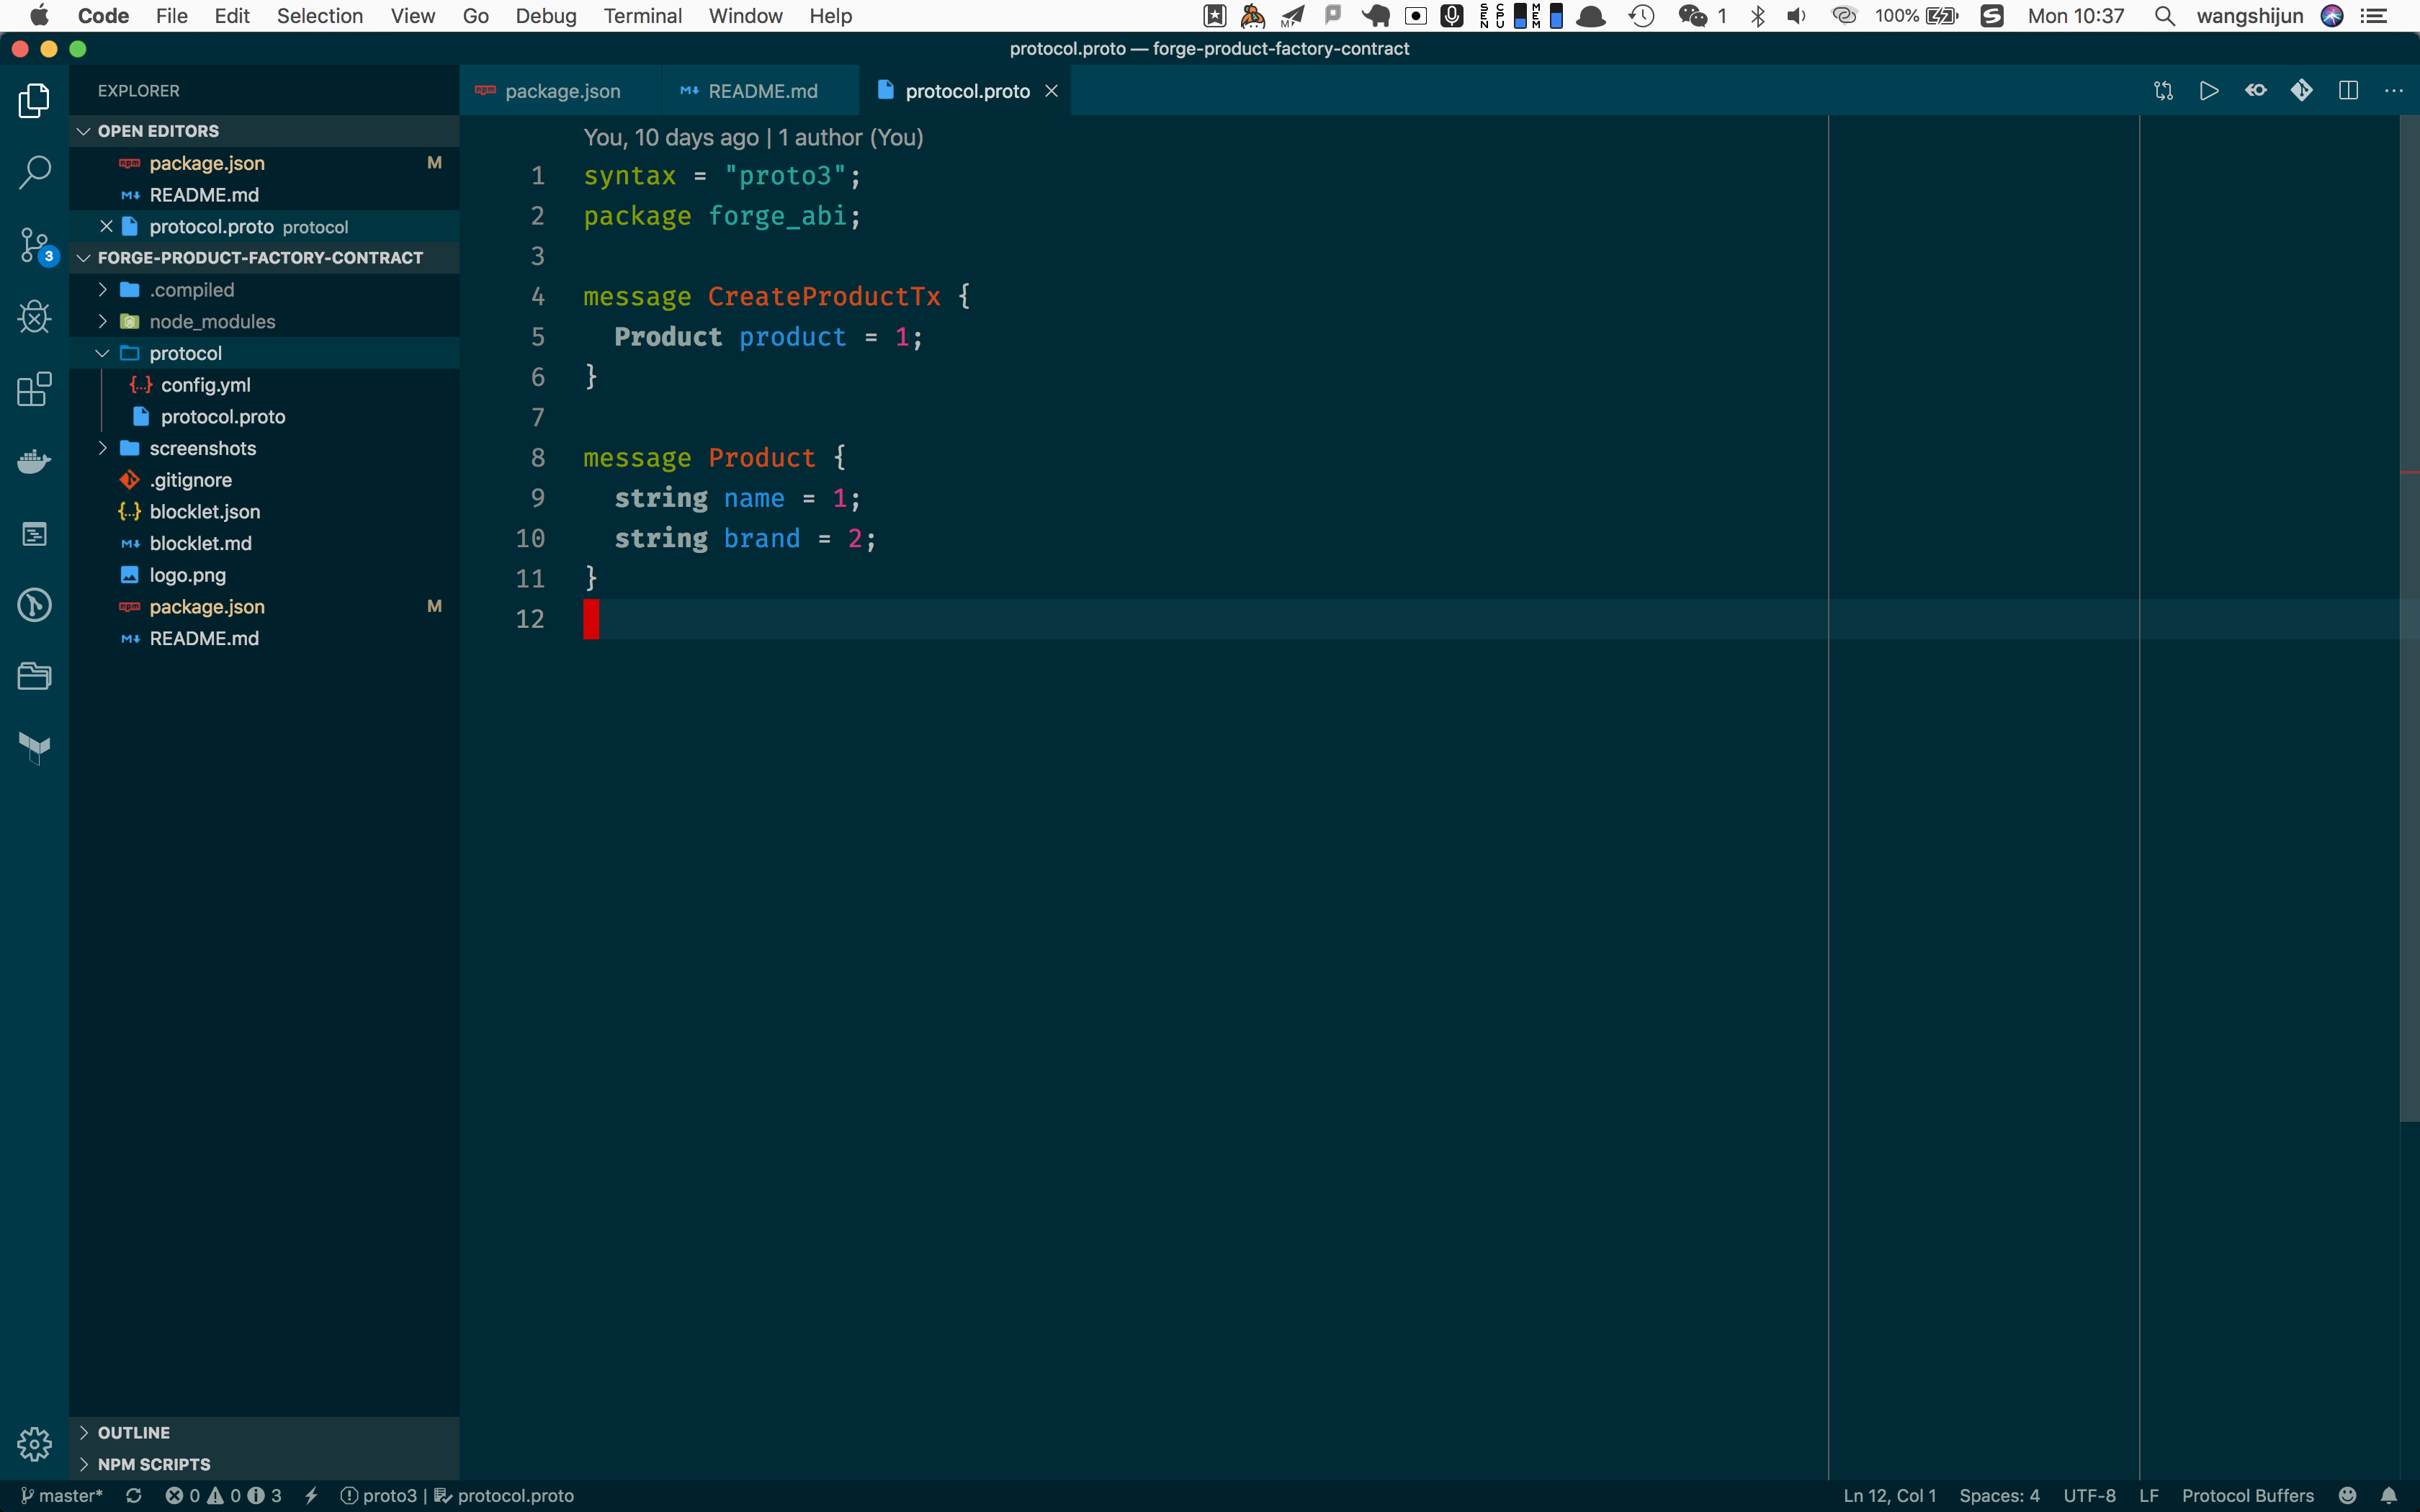 Code File Edit Selection View Go Debug Terminal Window Help
SEN CPU MEM 1 100% Mon 10:37 wangshijun
protocol.proto — forge-product-factory-contract
EXPLORER
package.json
README.md
protocol.proto
OPEN EDITORS
package.json M
README.md
protocol.proto protocol
FORGE-PRODUCT-FACTORY-CONTRACT
.compiled
node_modules
protocol
config.yml
protocol.proto
screenshots
.gitignore
blocklet.json
blocklet.md
logo.png
package.json M
README.md
3
You, 10 days ago | 1 author (You)
1 syntax = "proto3";
2 package forge_abi;
3
4 message CreateProductTx {
5 Product product = 1;
6 }
7
8 message Product {
9 string name = 1;
10 string brand = 2;
11 }
12
OUTLINE
NPM SCRIPTS
master* 0 0 3 proto3 | protocol.proto
Ln 12, Col 1 Spaces: 4 UTF-8 LF Protocol Buffers